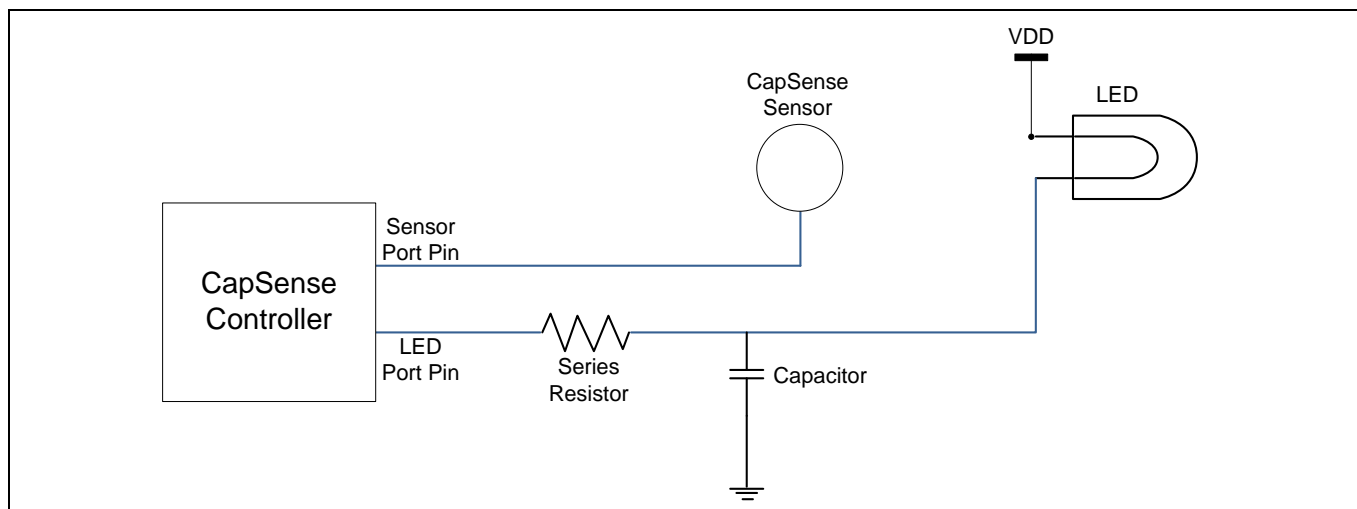 VDD
CapSense
Sensor
LED
Sensor
Port Pin
CapSense
Controller
LED
Port Pin
Series
Resistor
Capacitor